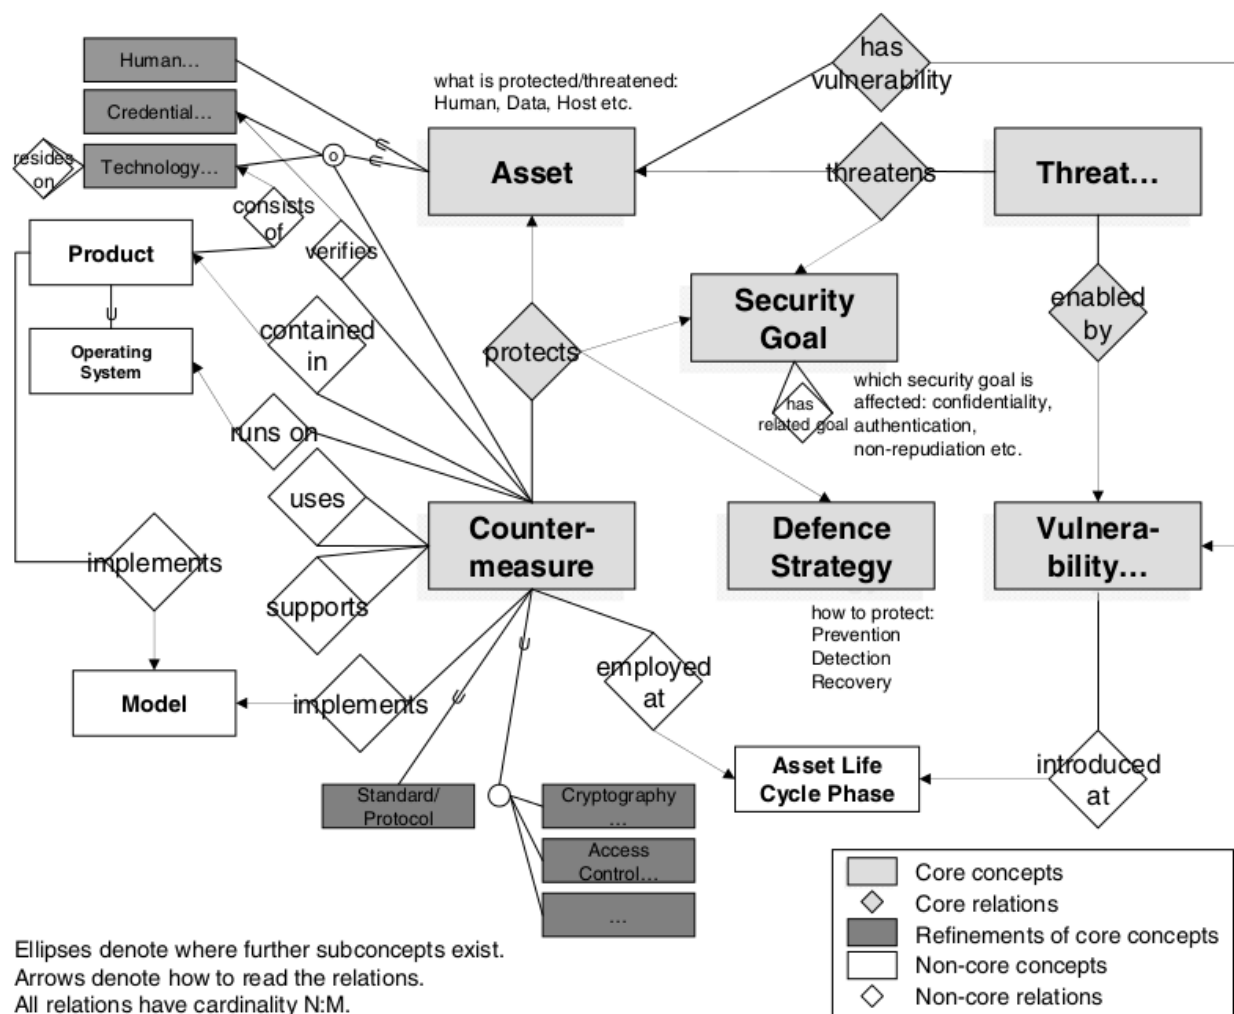 has
vulnerability
Human...
what is protected/threatened:
Human, Data, Host etc.
Credential...
resides
on
Technology...
o
Asset
threatens
Threat...
consists
of
Product
verifies
Security
Goal
enabled
by
contained
in
protects
Operating
System
which security goal is
affected: confidentiality,
authentication,
non-repudiation etc.
has
related goal
runs on
uses
Counter-
measure
Defence
Strategy
Vulnera-
bility...
implements
supports
how to protect:
Prevention
Detection
Recovery
employed
at
Model
implements
Asset Life
Cycle Phase
introduced
at
Standard/
Protocol
Cryptography
...
Access
Control...
...
Core concepts
Core relations
Refinements of core concepts
Non-core concepts
Non-core relations
Ellipses denote where further subconcepts exist.
Arrows denote how to read the relations.
All relations have cardinality N:M.